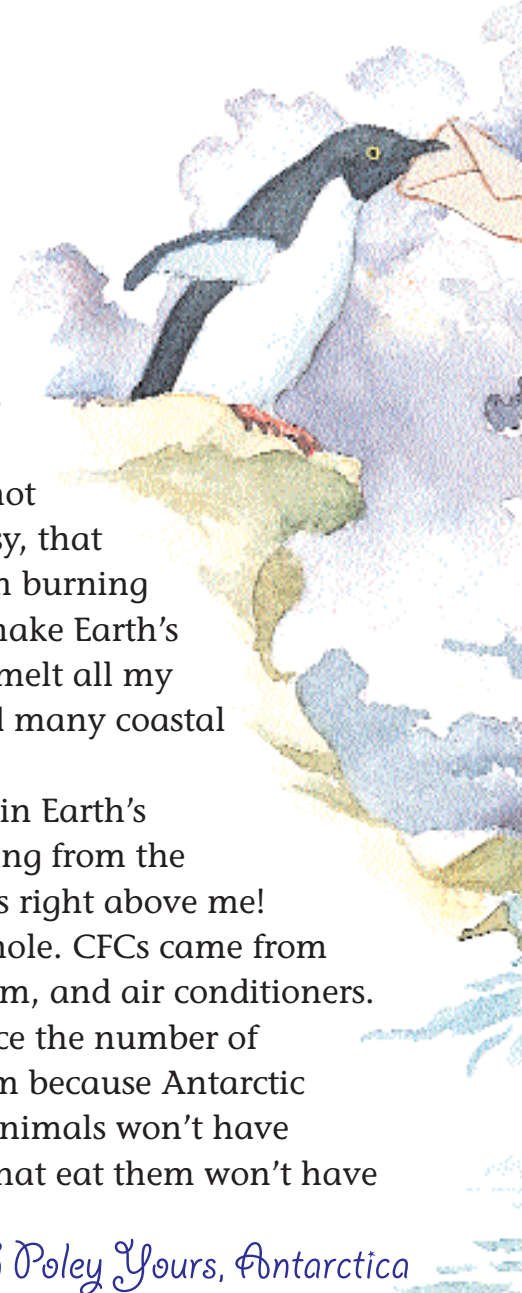 not
sy, that
n burning
make Earth's
melt all my
d many coastal
in Earth's
ng from the
s right above me!
hole. CFCs came from
m, and air conditioners.
ce the number of
m because Antarctic
nimals won't have
hat eat them won't have
Poley Yours, Antarctica